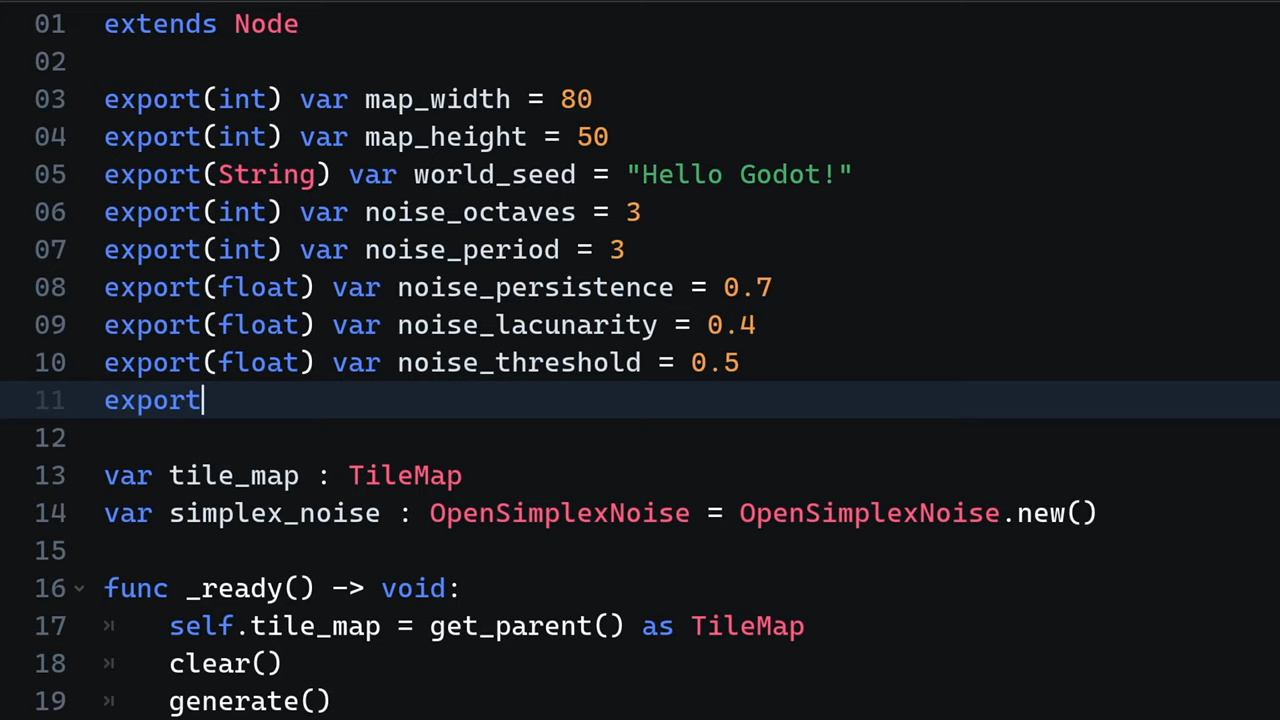 01 extends Node
02
03 export(int) var map_width = 80
04 export(int) var map_height = 50
05 export(String) var world_seed = "Hello Godot!"
06 export(int) var noise_octaves = 3
07 export(int) var noise_period = 3
08 export(float) var noise_persistence = 0.7
09 export(float) var noise_lacunarity = 0.4
10 export(float) var noise_threshold = 0.5
11 export
12
13 var tile_map : TileMap
14 var simplex_noise : OpenSimplexNoise = OpenSimplexNoise.new()
15
16 func _ready() -> void:
17 self.tile_map = get_parent() as TileMap
18 clear()
19 generate()